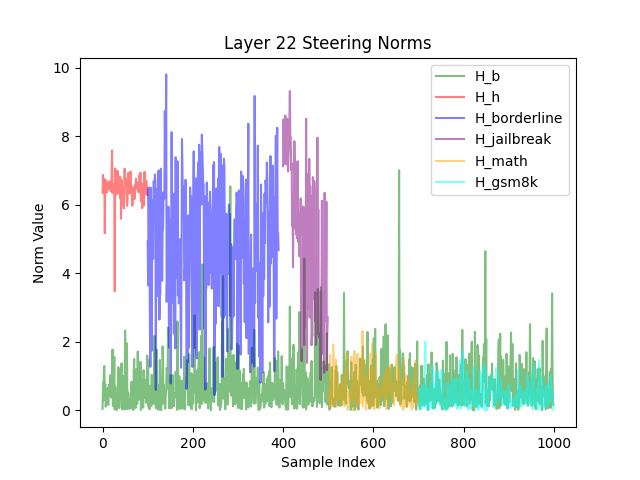 Layer 22 Steering Norms
10
8
6
4
2
0
Norm Value
0
200
400
600
800
1000
Sample Index
H_b
H_h
H_borderline
H_jailbreak
H_math
H_gsm8k